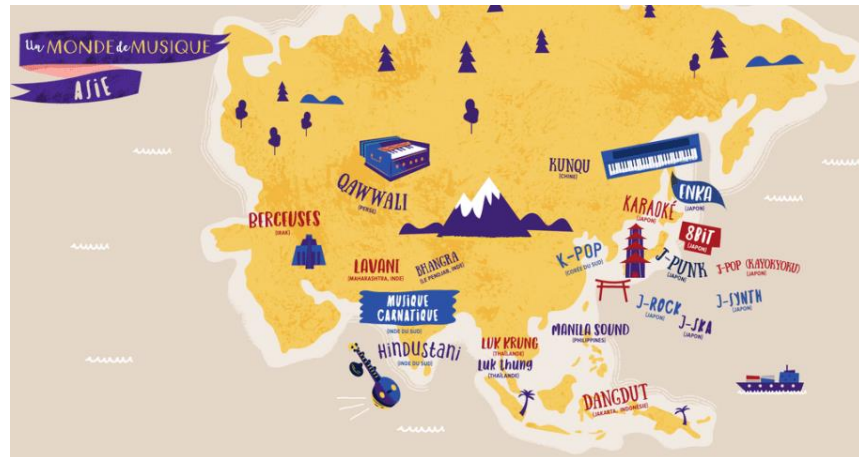 Un MONDE de MUSIQUE
ASIE
KUNQU
(CHINE)
QAWWALI
(PERSE)
ENKA
(JAPON)
KARAOKÉ
(JAPON)
BERCEUSES
(IRAK)
8BIT
(JAPON)
K-POP
(CORÉE DU SUD)
J-PUNK
(JAPON)
J-POP (KAYOKYOKU)
(JAPON)
LAVANI
(MAHARASHTRA, INDE)
BHANGRA
(LE PENDJAB, INDE)
MUSIQUE
CARNATIQUE
(INDE DU SUD)
J-ROCK
(JAPON)
J-SYNTH
(JAPON)
J-SKA
(JAPON)
MANILA SOUND
(PHILIPPINES)
HINDUSTANI
(INDE DU SUD)
LUK KRUNG
(THAÏLANDE)
LUK thUNG
(THAÏLANDE)
DANGDUT
(JAKARTA, INDONÉSIE)